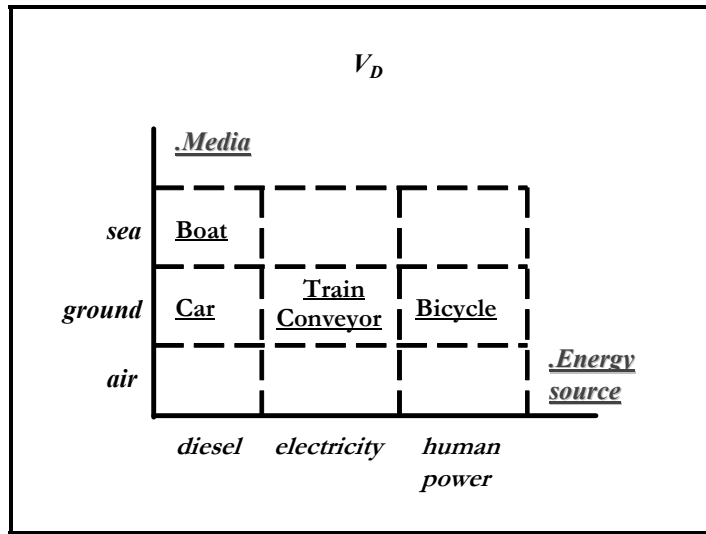 V_D
.Media
sea
Boat
ground
Car
Train
Conveyor
Bicycle
air
.Energy
source
diesel
electricity
human
power